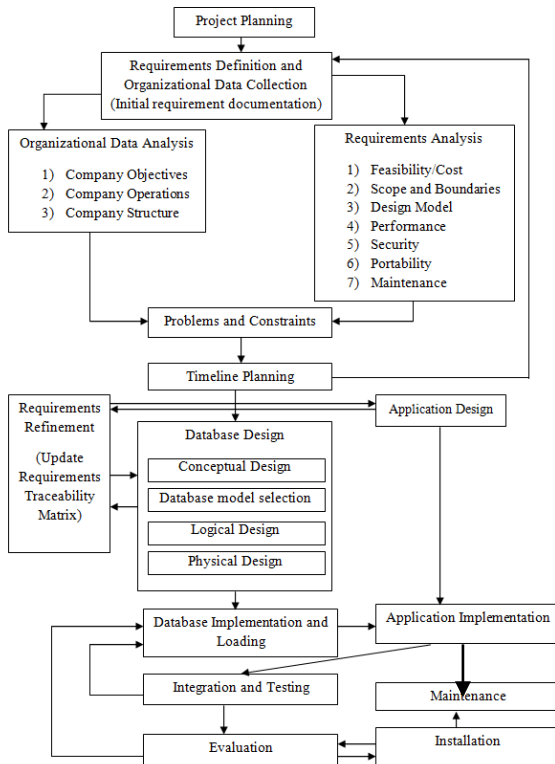 Project Planning
Requirements Definition and
Organizational Data Collection
(Initial requirement documentation)
Organizational Data Analysis
1) Company Objectives
2) Company Operations
3) Company Structure
Requirements Analysis
1) Feasibility/Cost
2) Scope and Boundaries
3) Design Model
4) Performance
5) Security
6) Portability
7) Maintenance
Problems and Constraints
Timeline Planning
Requirements
Refinement
(Update
Requirements
Traceability
Matrix)
Application Design
Database Design
Conceptual Design
Database model selection
Logical Design
Physical Design
Database Implementation and
Loading
Application Implementation
Integration and Testing
Maintenance
Evaluation
Installation